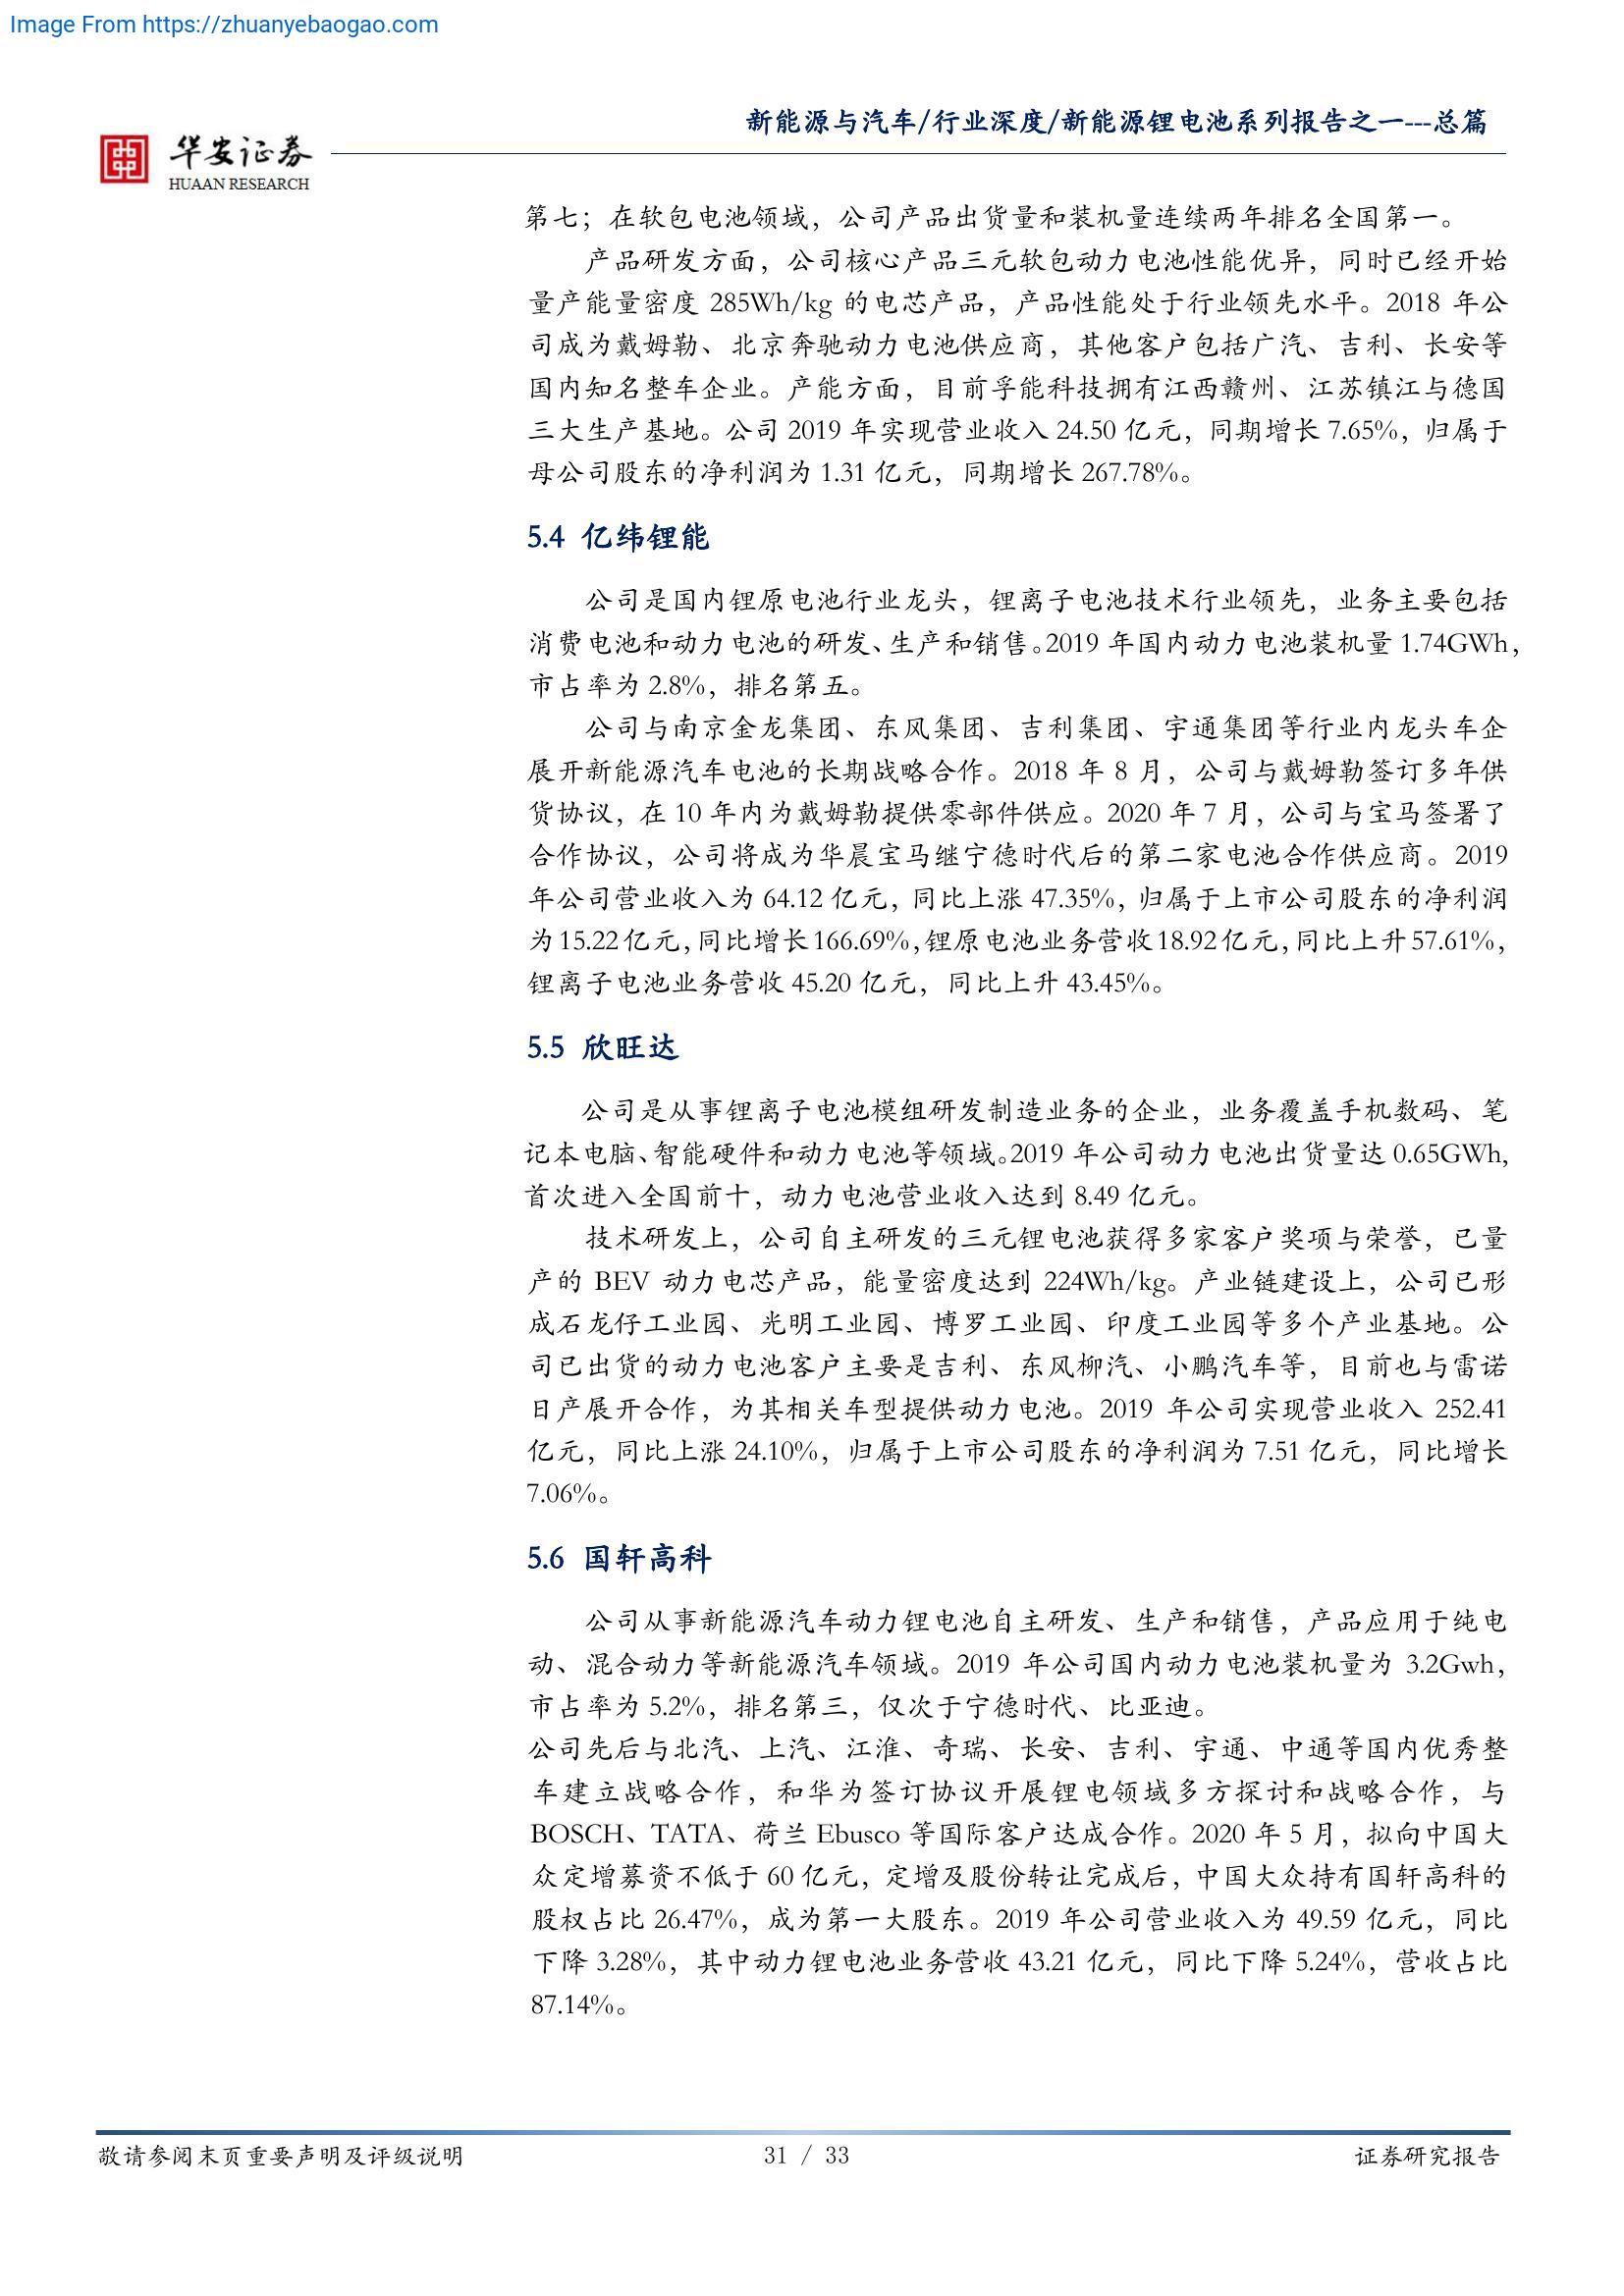 Image From https://zhuanyebaogao.com
新能源与汽车/行业深度/新能源锂电池系列报告之一---总篇
华安证券
HUAAN RESEARCH
第七；在软包电池领域，公司产品出货量和装机量连续两年排名全国第一。
产品研发方面，公司核心产品三元软包动力电池性能优异，同时已经开始
量产能量密度 285Wh/kg 的电芯产品，产品性能处于行业领先水平。2018 年公
司成为戴姆勒、北京奔驰动力电池供应商，其他客户包括广汽、吉利、长安等
国内知名整车企业。产能方面，目前孚能科技拥有江西赣州、江苏镇江与德国
三大生产基地。公司 2019 年实现营业收入 24.50 亿元，同期增长 7.65%，归属于
母公司股东的净利润为 1.31 亿元，同期增长 267.78%。
5.4 亿纬锂能
公司是国内锂原电池行业龙头，锂离子电池技术行业领先，业务主要包括
消费电池和动力电池的研发、生产和销售。2019 年国内动力电池装机量 1.74GWh，
市占率为 2.8%，排名第五。
公司与南京金龙集团、东风集团、吉利集团、宇通集团等行业内龙头车企
展开新能源汽车电池的长期战略合作。2018 年 8 月，公司与戴姆勒签订多年供
货协议，在 10 年内为戴姆勒提供零部件供应。2020 年 7 月，公司与宝马签署了
合作协议，公司将成为华晨宝马继宁德时代后的第二家电池合作供应商。2019
年公司营业收入为 64.12 亿元，同比上涨 47.35%，归属于上市公司股东的净利润
为 15.22 亿元，同比增长 166.69%，锂原电池业务营收 18.92 亿元，同比上升 57.61%，
锂离子电池业务营收 45.20 亿元，同比上升 43.45%。
5.5 欣旺达
公司是从事锂离子电池模组研发制造业务的企业，业务覆盖手机数码、笔
记本电脑、智能硬件和动力电池等领域。2019 年公司动力电池出货量达 0.65GWh,
首次进入全国前十，动力电池营业收入达到 8.49 亿元。
技术研发上，公司自主研发的三元锂电池获得多家客户奖项与荣誉，已量
产的 BEV 动力电芯产品，能量密度达到 224Wh/kg。产业链建设上，公司已形
成石龙仔工业园、光明工业园、博罗工业园、印度工业园等多个产业基地。公
司已出货的动力电池客户主要是吉利、东风柳汽、小鹏汽车等，目前也与雷诺
日产展开合作，为其相关车型提供动力电池。2019 年公司实现营业收入 252.41
亿元，同比上涨 24.10%，归属于上市公司股东的净利润为 7.51 亿元，同比增长
7.06%。
5.6 国轩高科
公司从事新能源汽车动力锂电池自主研发、生产和销售，产品应用于纯电
动、混合动力等新能源汽车领域。2019 年公司国内动力电池装机量为 3.2Gwh，
市占率为 5.2%，排名第三，仅次于宁德时代、比亚迪。
公司先后与北汽、上汽、江淮、奇瑞、长安、吉利、宇通、中通等国内优秀整
车建立战略合作，和华为签订协议开展锂电领域多方探讨和战略合作，与
BOSCH、TATA、荷兰 Ebusco 等国际客户达成合作。2020 年 5 月，拟向中国大
众定增募资不低于 60 亿元，定增及股份转让完成后，中国大众持有国轩高科的
股权占比 26.47%，成为第一大股东。2019 年公司营业收入为 49.59 亿元，同比
下降 3.28%，其中动力锂电池业务营收 43.21 亿元，同比下降 5.24%，营收占比
87.14%。
敬请参阅末页重要声明及评级说明
31 / 33
证券研究报告